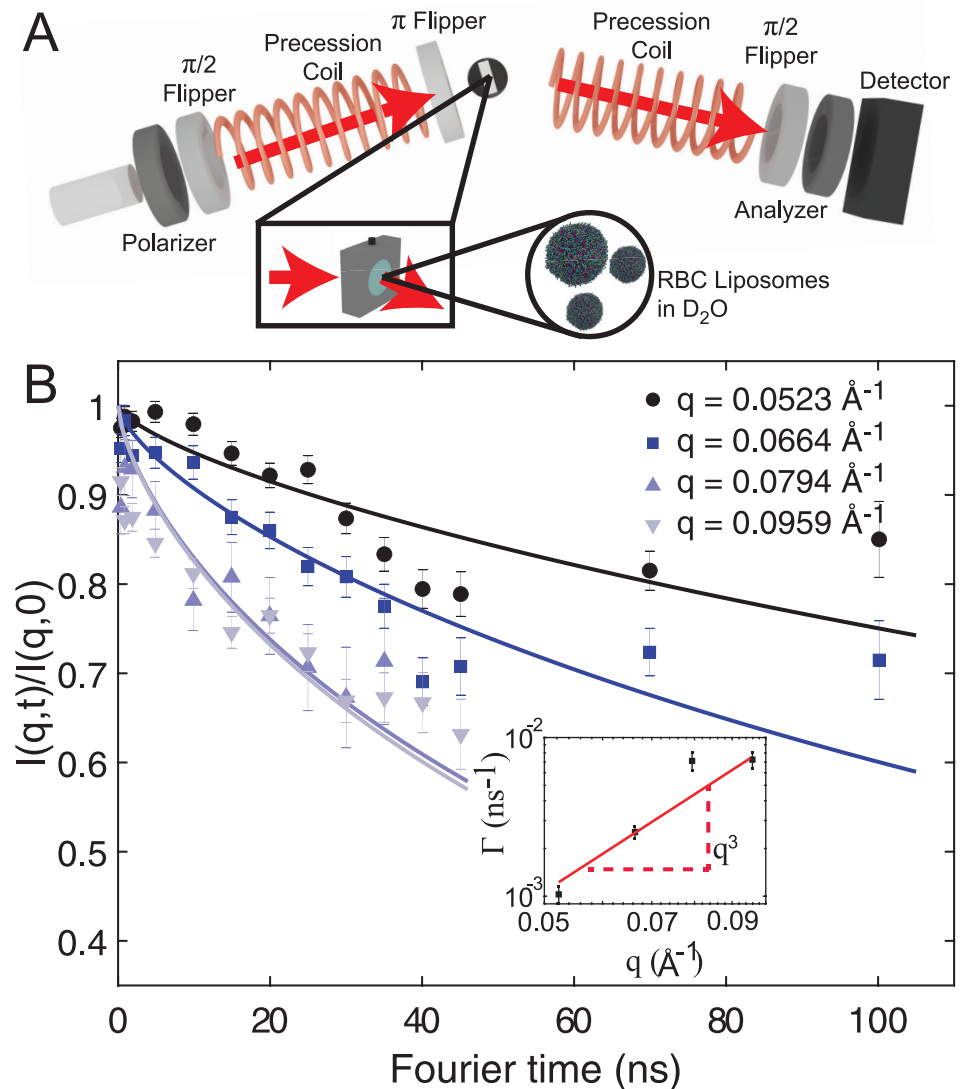 A
π/2
Flipper
Precession
Coil
π Flipper
Precession
Coil
π/2
Flipper
Detector
Polarizer
Analyzer
RBC Liposomes
in D₂O
B
I(q,t)/I(q,0)
1
0.9
0.8
0.7
0.6
0.5
0.4
q = 0.0523 Å⁻¹
q = 0.0664 Å⁻¹
q = 0.0794 Å⁻¹
q = 0.0959 Å⁻¹
Γ (ns⁻¹)
10⁻²
10⁻³
q³
0.05
0.07
0.09
q (Å⁻¹)
0
20
40
60
80
100
Fourier time (ns)